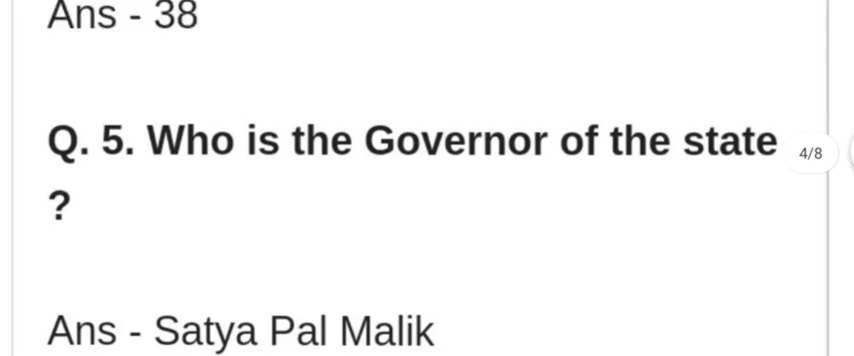 Ans - 38
Q. 5. Who is the Governor of the state
4/8
?
Ans - Satya Pal Malik